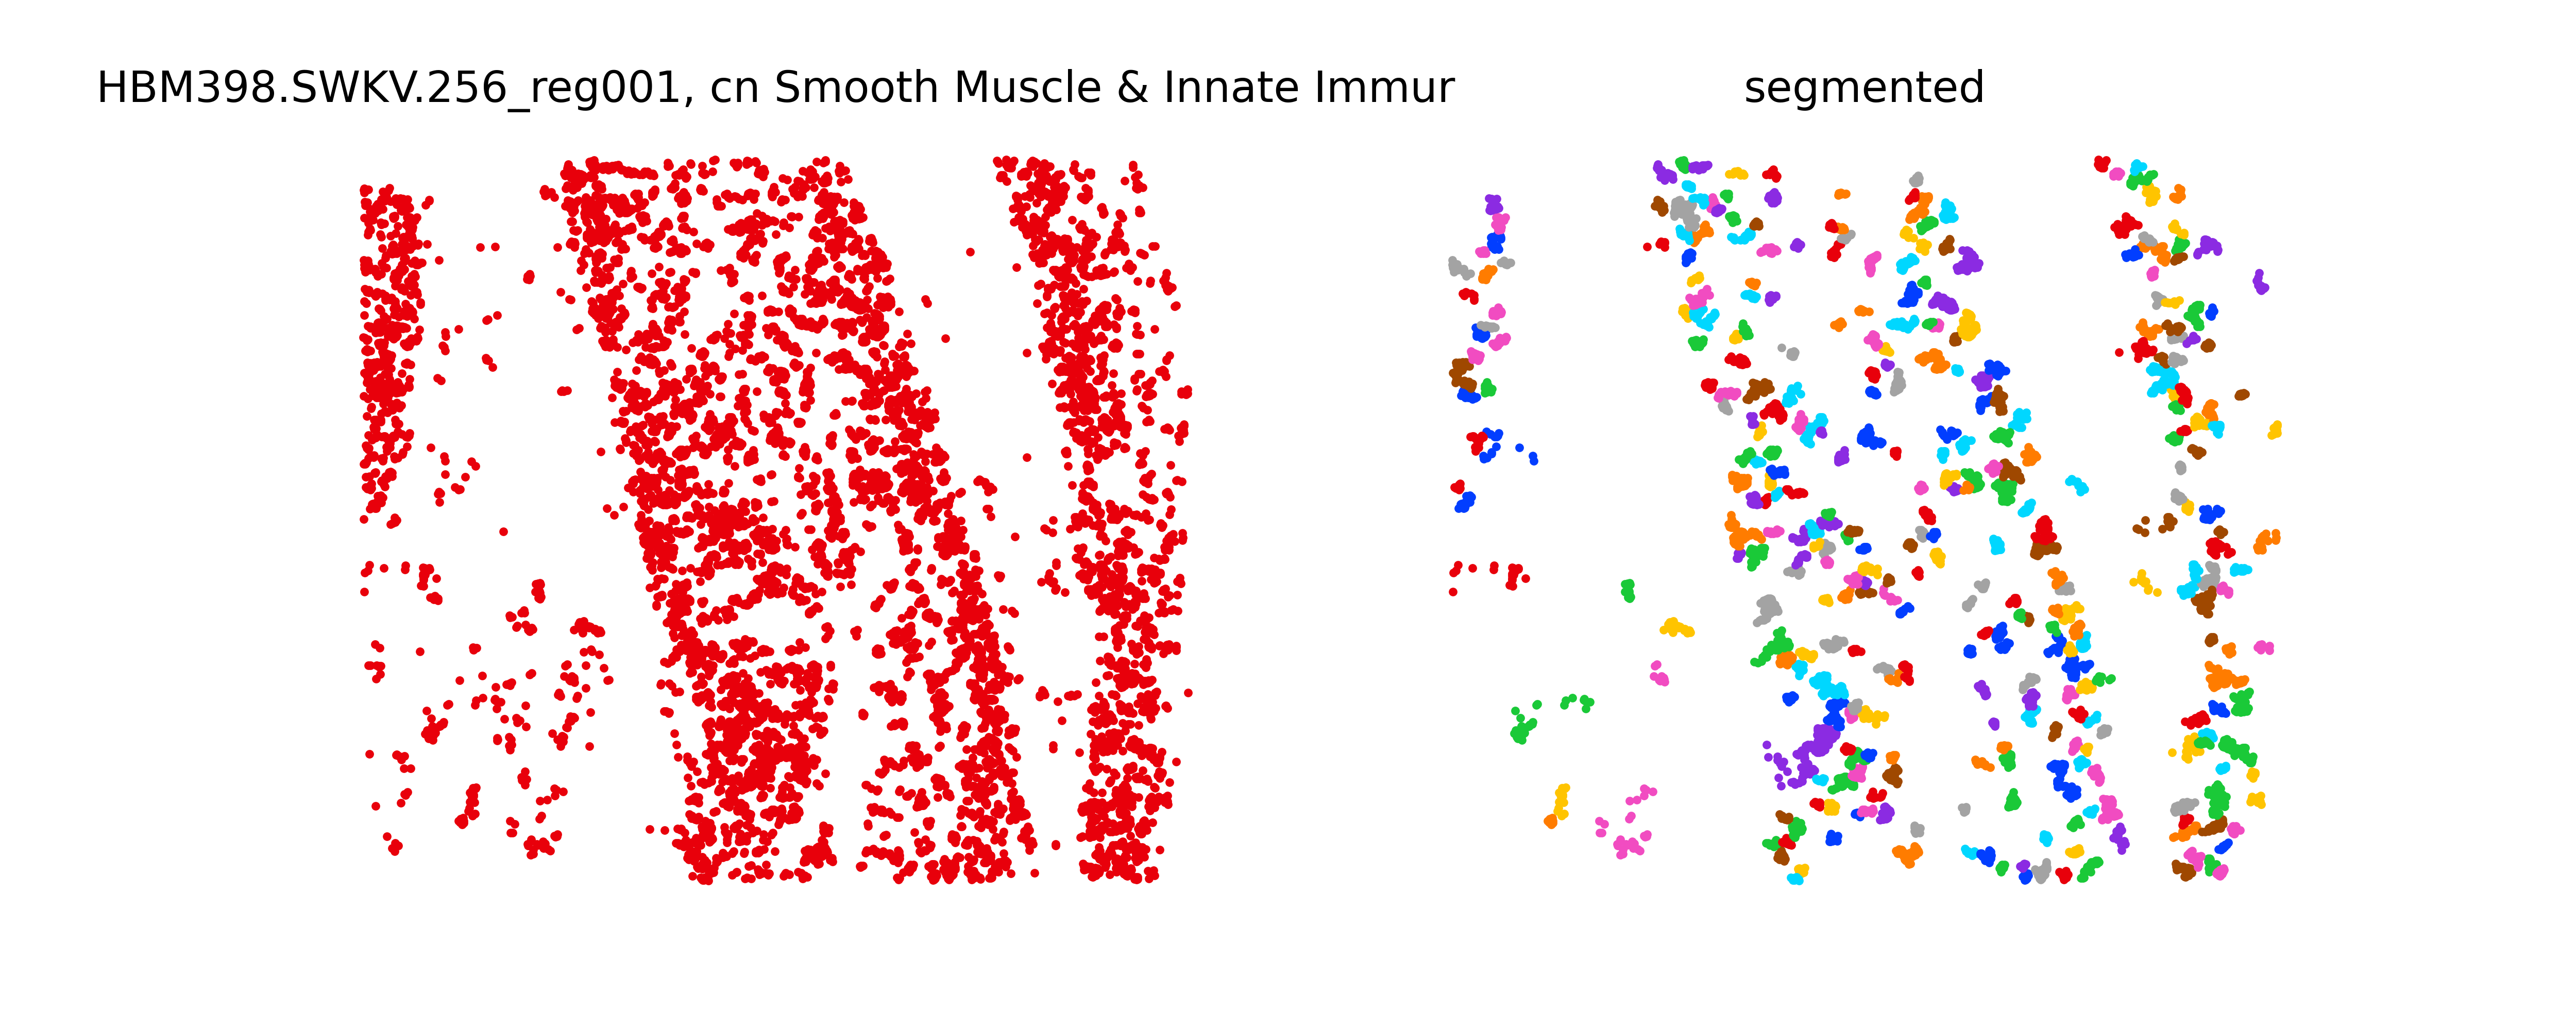 HBM398.SWKV.256_reg001, cn Smooth Muscle & Innate Immur
segmented